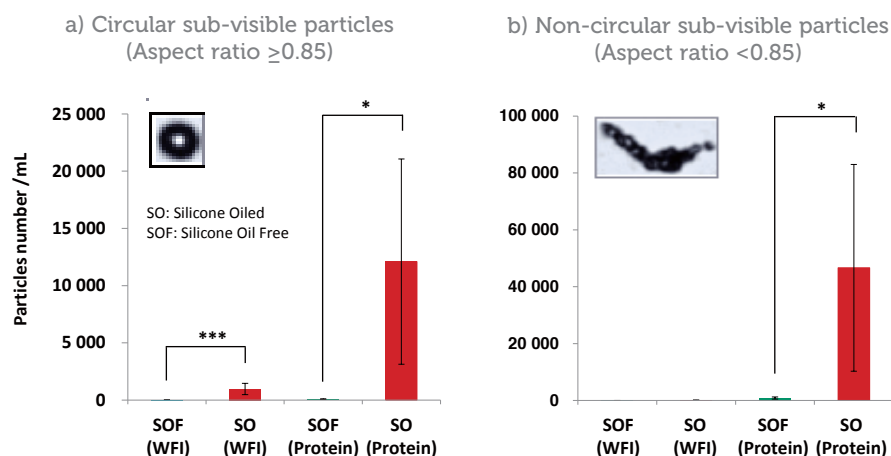 a) Circular sub-visible particles
(Aspect ratio ≥0.85)
25 000
20 000
15 000
10 000
5 000
0
Particles number /mL
SO: Silicone Oiled
SOF: Silicone Oil Free
***
*
SOF SO SOF SO
(WFI) (WFI) (Protein) (Protein)
b) Non-circular sub-visible particles
(Aspect ratio <0.85)
100 000
80 000
60 000
40 000
20 000
0
*
SOF SO SOF SO
(WFI) (WFI) (Protein) (Protein)